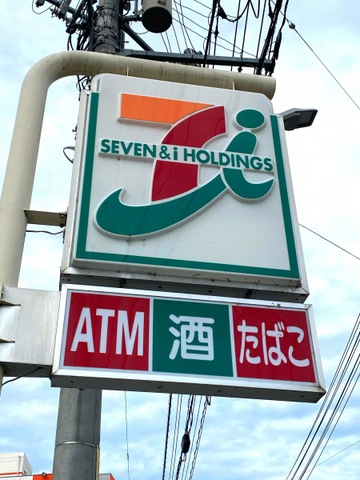 SEVEN & i HOLDINGS
ATM 酒 たばこ